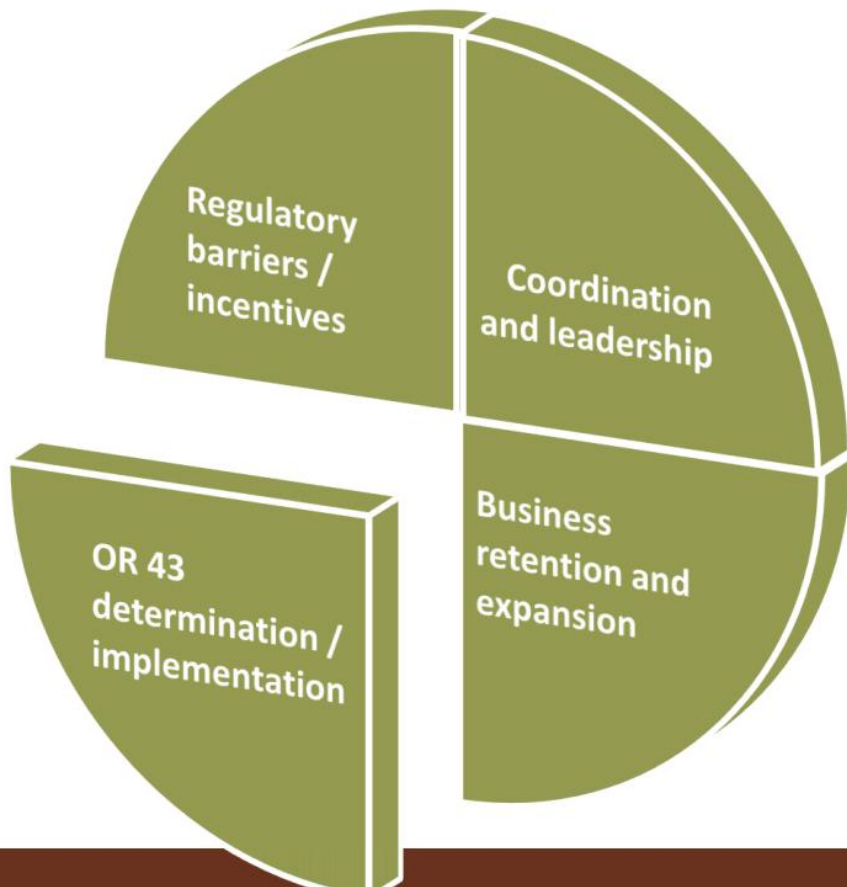 Regulatory
barriers /
incentives
Coordination
and leadership
Business
retention and
expansion
OR 43
determination /
implementation